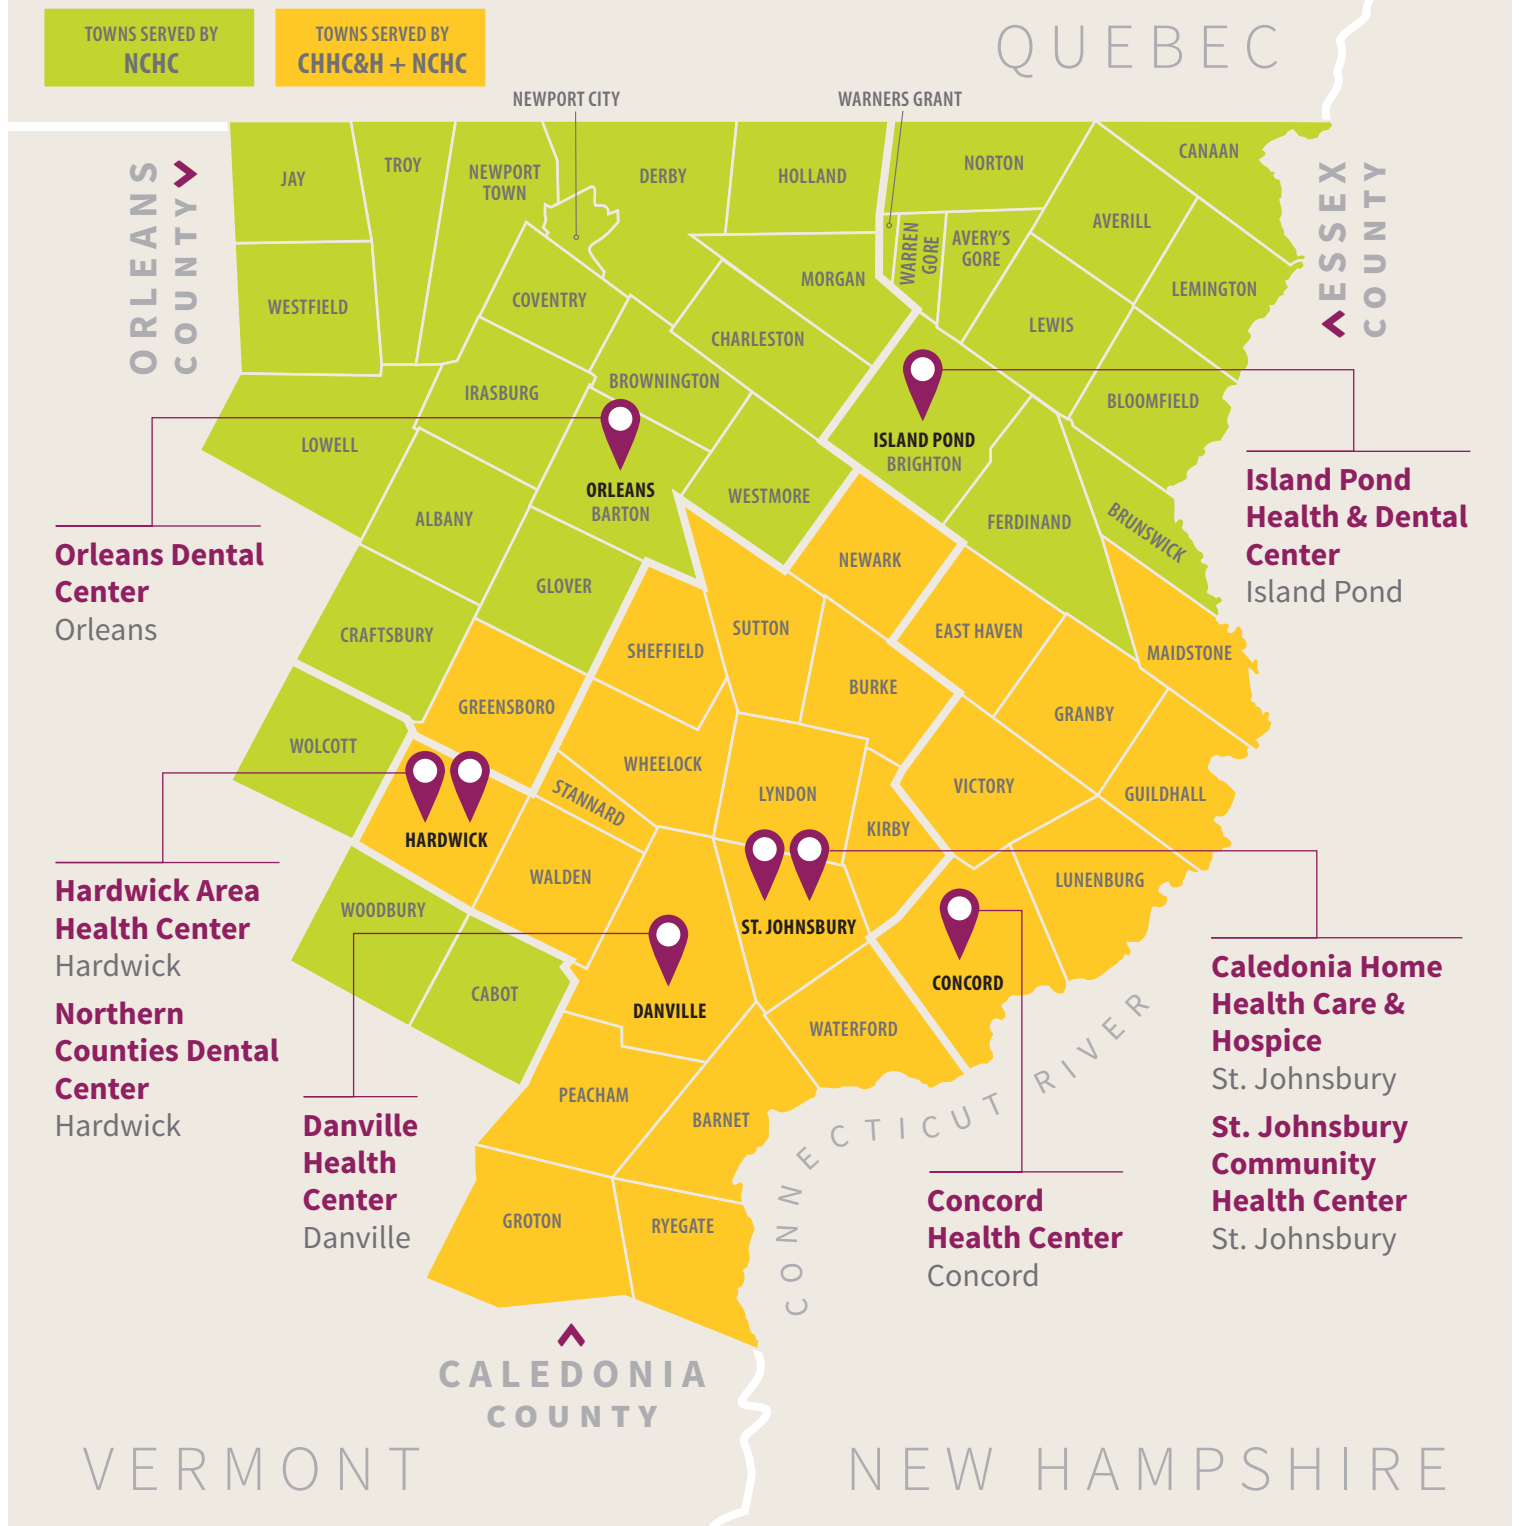 TOWNS SERVED BY
NCHC
TOWNS SERVED BY
CHHC&H + NCHC
QUEBEC
NEWPORT CITY
WARNERS GRANT
ORLEANS
COUNTY
ESSEX
COUNTY
JAY
TROY
NEWPORT
TOWN
DERBY
HOLLAND
NORTON
CANAAN
AVERILL
WARREN
GORE
AVERY'S
GORE
MORGAN
LEMINGTON
WESTFIELD
COVENTRY
CHARLESTON
LEWIS
BROWNINGTON
IRASBURG
BLOOMFIELD
LOWELL
ISLAND POND
BRIGHTON
ORLEANS
BARTON
WESTMORE
ALBANY
FERDINAND
BRUNSWICK
Orleans Dental
Center
Orleans
Island Pond
Health & Dental
Center
Island Pond
NEWARK
GLOVER
CRAFTSBURY
SUTTON
EAST HAVEN
SHEFFIELD
MAIDSTONE
BURKE
GREENSBORO
GRANBY
WOLCOTT
WHEELOCK
STANNARD
LYNDON
VICTORY
GUILDHALL
KIRBY
HARDWICK
WALDEN
LUNENBURG
WOODBURY
ST. JOHNSBURY
CONCORD
CABOT
DANVILLE
WATERFORD
PEACHAM
BARNET
GROTON
RYEGATE
Hardwick Area
Health Center
Hardwick
Northern
Counties Dental
Center
Hardwick
Danville
Health
Center
Danville
Concord
Health Center
Concord
Caledonia Home
Health Care &
Hospice
St. Johnsbury
St. Johnsbury
Community
Health Center
St. Johnsbury
CONNECTICUT RIVER
CALEDONIA
COUNTY
VERMONT
NEW HAMPSHIRE